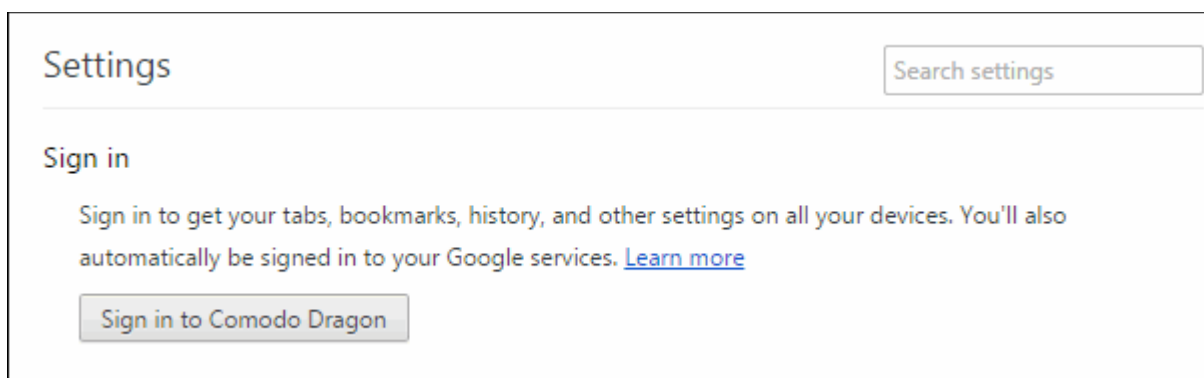 Settings
Search settings
Sign in
Sign in to get your tabs, bookmarks, history, and other settings on all your devices. You'll also
automatically be signed in to your Google services. Learn more
Sign in to Comodo Dragon